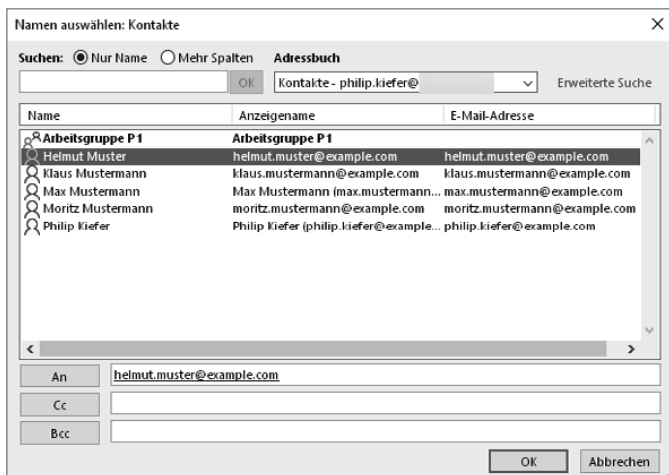 Namen auswählen: Kontakte
Suchen: Nur Name Mehr Spalten Adressbuch
OK Kontakte - philip.kiefer@ Erweiterte Suche
Name Anzeigename E-Mail-Adresse
Arbeitsgruppe P1 Arbeitsgruppe P1
Helmut Muster helmut.muster@example.com helmut.muster@example.com
Klaus Mustermann klaus.mustermann@example.com klaus.mustermann@example.com
Max Mustermann Max Mustermann (max.mustermann... max.mustermann@example.com
Moritz Mustermann moritz.mustermann@example.com moritz.mustermann@example.com
Philip Kiefer Philip Kiefer (philip.kiefer@example... philip.kiefer@example.com
An helmut.muster@example.com
Cc
Bcc
OK Abbrechen